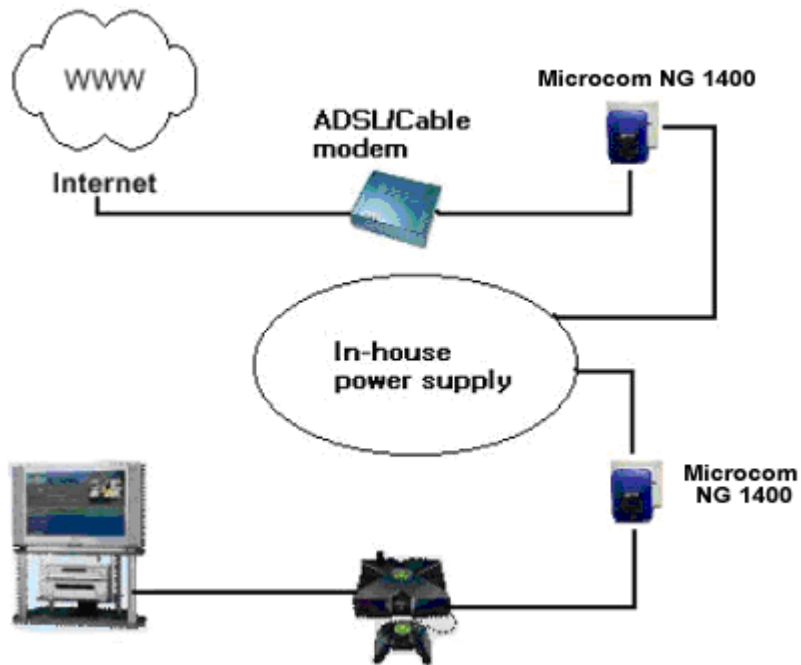 WWW
Internet
ADSL/Cable
modem
Microcom NG 1400
In-house
power supply
Microcom
NG 1400